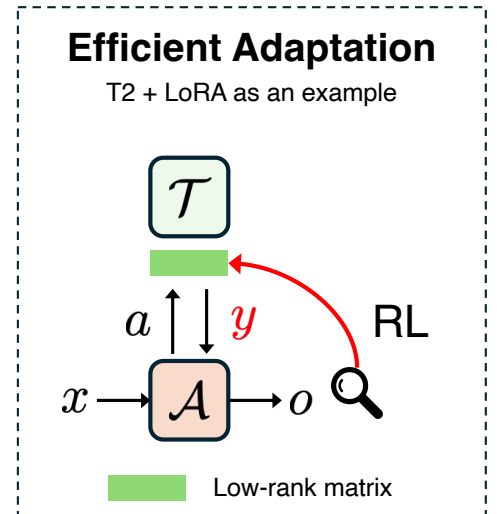 Efficient Adaptation
T2 + LoRA as an example
𝒯
a y
RL
x 𝒜 o
Low-rank matrix